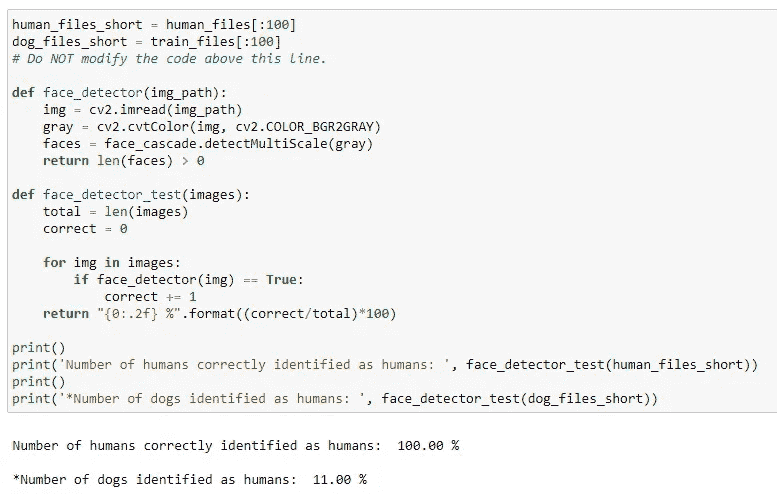 human_files_short = human_files[:100]
dog_files_short = train_files[:100]
# Do NOT modify the code above this line.

def face_detector(img_path):
    img = cv2.imread(img_path)
    gray = cv2.cvtColor(img, cv2.COLOR_BGR2GRAY)
    faces = face_cascade.detectMultiScale(gray)
    return len(faces) > 0

def face_detector_test(images):
    total = len(images)
    correct = 0

    for img in images:
        if face_detector(img) == True:
            correct += 1
    return "{0:.2f} %".format((correct/total)*100)

print()
print('Number of humans correctly identified as humans: ', face_detector_test(human_files_short))
print()
print('*Number of dogs identified as humans: ', face_detector_test(dog_files_short))

Number of humans correctly identified as humans:  100.00 %

*Number of dogs identified as humans:  11.00 %